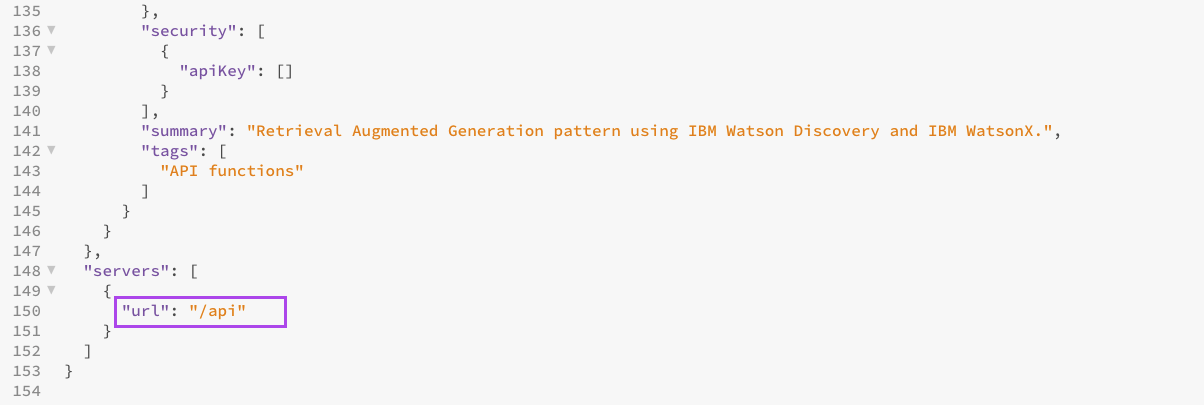 135 },
136 "security": [
137 {
138 "apiKey": []
139 }
140 ],
141 "summary": "Retrieval Augmented Generation pattern using IBM Watson Discovery and IBM WatsonX.",
142 "tags": [
143 "API functions"
144 ]
145 }
146 }
147 },
148 "servers": [
149 {
150 "url": "/api"
151 }
152 ]
153 }
154